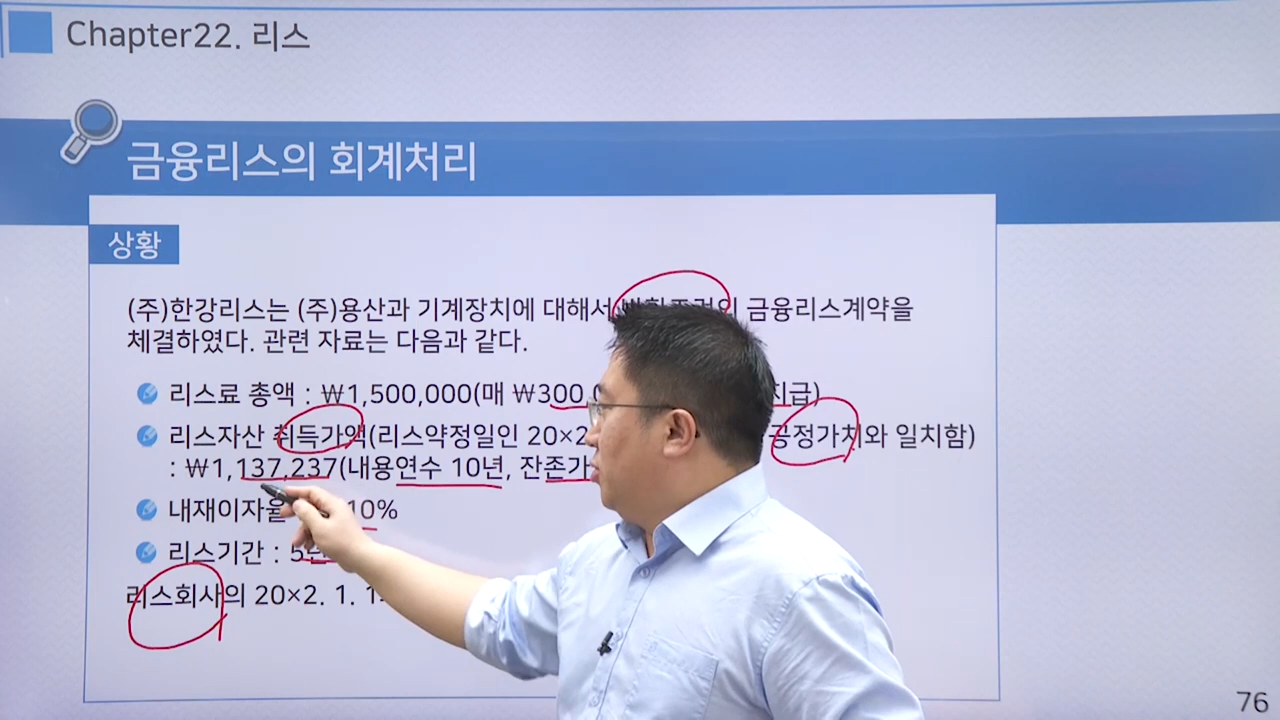 Chapter22. 리스
금융리스의 회계처리
상황
(주)한강리스는 (주)용산과 기계장치에 대해서 금융리스계약을
체결하였다. 관련 자료는 다음과 같다.
리스료 총액 : ₩1,500,000(매 ₩300, 지급)
리스자산 취득가액(리스약정일인 20×2 공정가치와 일치함)
: ₩1,137,237(내용연수 10년, 잔존가
내재이자율 10%
리스기간 : 5년
리스회사의 20×2. 1. 1
76